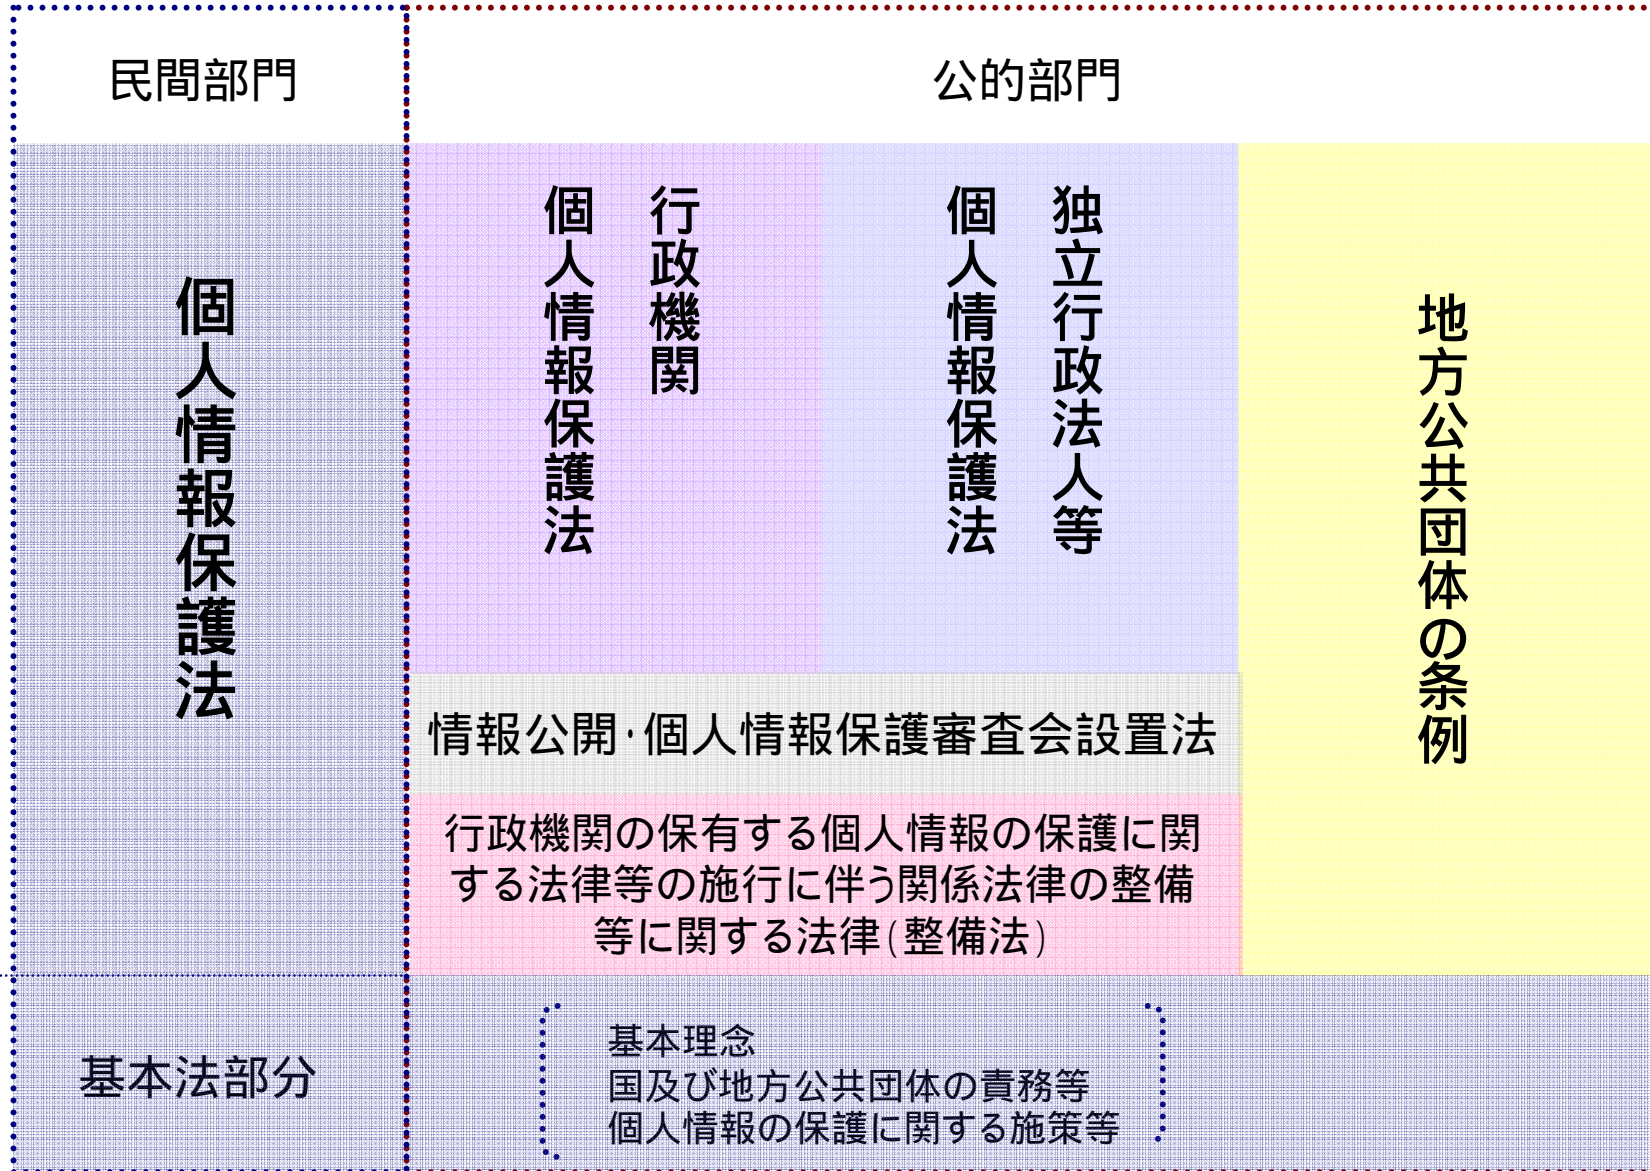 民間部門
公的部門
個人情報保護法
行政機関
個人情報保護法
独立行政法人等
個人情報保護法
地方公共団体の条例
情報公開・個人情報保護審査会設置法
行政機関の保有する個人情報の保護に関
する法律等の施行に伴う関係法律の整備
等に関する法律(整備法)
基本法部分
基本理念
国及び地方公共団体の責務等
個人情報の保護に関する施策等